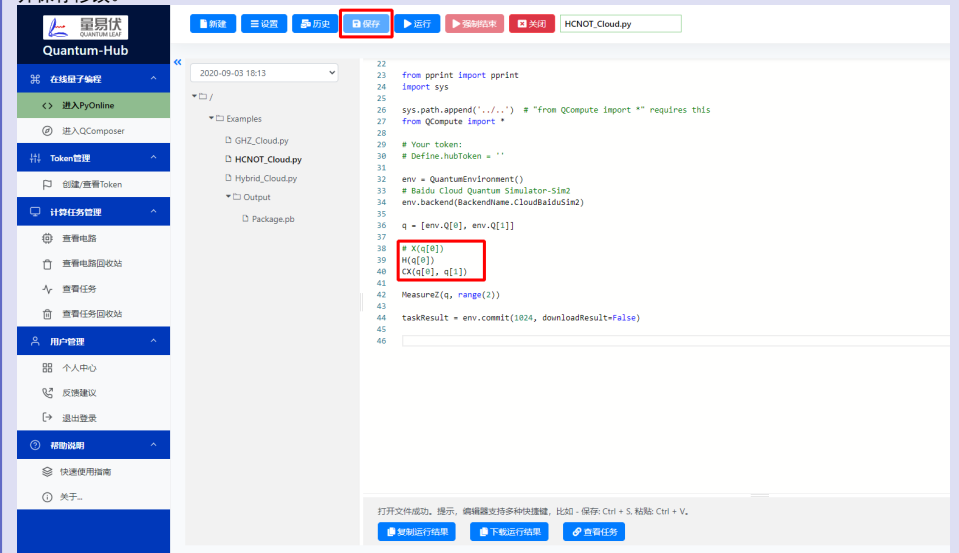 并保存修改。
量易伏
QUANTUM LEAF
Quantum-Hub
新建 设置 历史 保存 运行 强制结束 关闭 HCNOT_Cloud.py
在线量子编程
进入PyOnline
进入QComposer
Token管理
创建/查看Token
计算任务管理
查看电路
查看电路回收站
查看任务
查看任务回收站
用户管理
个人中心
反馈建议
退出登录
帮助说明
快速使用指南
关于...
2020-09-03 18:13
/
Examples
GHZ_Cloud.py
HCNOT_Cloud.py
Hybrid_Cloud.py
Output
Package.pb
22
23 from pprint import pprint
24 import sys
25
26 sys.path.append('../..') # "from QCompute import *" requires this
27 from QCompute import *
28
29 # Your token:
30 # Define.hubToken = ''
31
32 env = QuantumEnvironment()
33 # Baidu Cloud Quantum Simulator-Sim2
34 env.backend(BackendName.CloudBaiduSim2)
35
36 q = [env.Q[0], env.Q[1]]
37
38 # X(q[0])
39 H(q[0])
40 CX(q[0], q[1])
41
42 MeasureZ(q, range(2))
43
44 taskResult = env.commit(1024, downloadResult=False)
45
46
打开文件成功。提示，编辑器支持多种快捷键，比如 - 保存: Ctrl + S, 粘贴: Ctrl + V。
复制运行结果 下载运行结果 查看任务